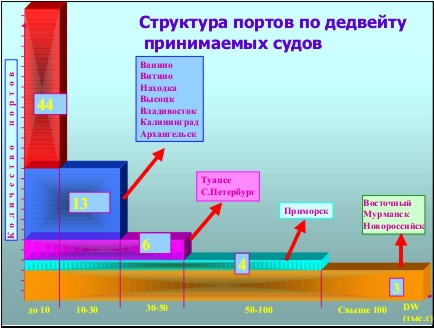 Структура портов по дедвейту
принимаемых судов
Количество портов
44
Ванино
Витино
Находка
Высоцк
Владивосток
Калининград
Архангельск
13
Туапсе
С.Петербург
6
Приморск
4
Восточный
Мурманск
Новороссийск
3
до 10 10-30 30-50 50-100 Свыше 100 DW
(тыс.т)